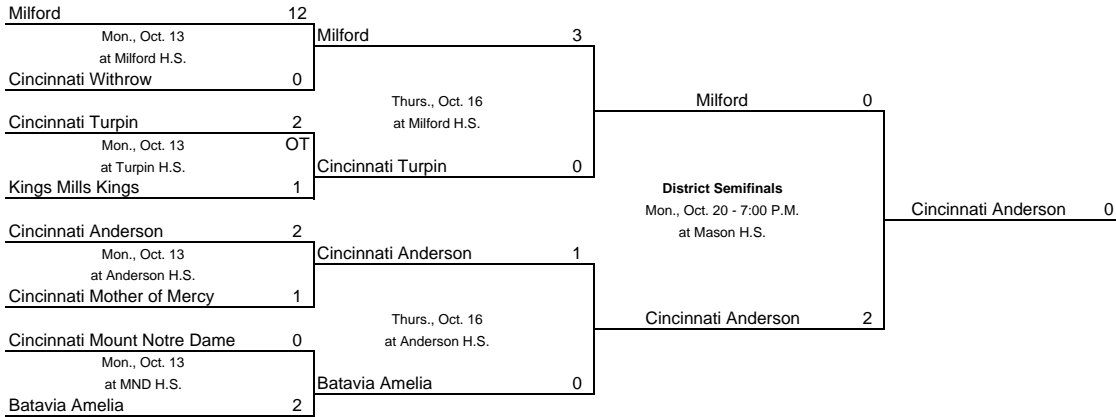 Milford 12
Mon., Oct. 13
at Milford H.S.
Cincinnati Withrow 0
Cincinnati Turpin 2
Mon., Oct. 13 OT
at Turpin H.S.
Kings Mills Kings 1
Cincinnati Anderson 2
Mon., Oct. 13
at Anderson H.S.
Cincinnati Mother of Mercy 1
Cincinnati Mount Notre Dame 0
Mon., Oct. 13
at MND H.S.
Batavia Amelia 2
Milford 3
Thurs., Oct. 16
at Milford H.S.
Cincinnati Turpin 0
Cincinnati Anderson 1
Thurs., Oct. 16
at Anderson H.S.
Batavia Amelia 0
Milford 0
District Semifinals
Mon., Oct. 20 - 7:00 P.M.
at Mason H.S.
Cincinnati Anderson 2
Cincinnati Anderson 0